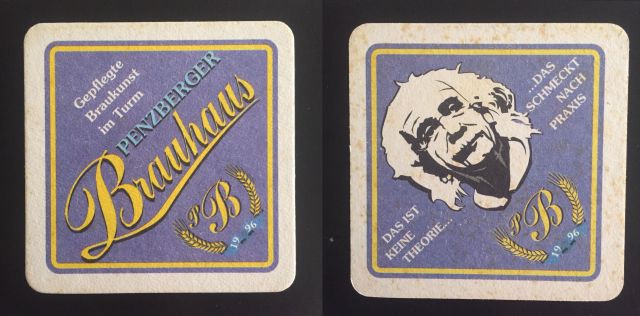 Gepflegte
Braukunst
im Turm
PENZBERGER
Brauhaus
PB
19 96
...DAS
SCHMECKT
NACH
PRAXIS
DAS IST
KEINE
THEORIE...
PB
19 96